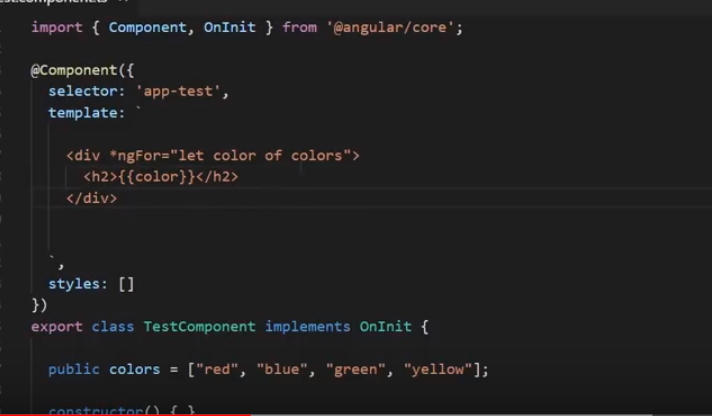 import { Component, OnInit } from '@angular/core';
@Component({
selector: 'app-test',
template: `
<div *ngFor="let color of colors">
<h2>{{color}}</h2>
</div>
`,
styles: []
})
export class TestComponent implements OnInit {
public colors = ["red", "blue", "green", "yellow"];
constructor() { }